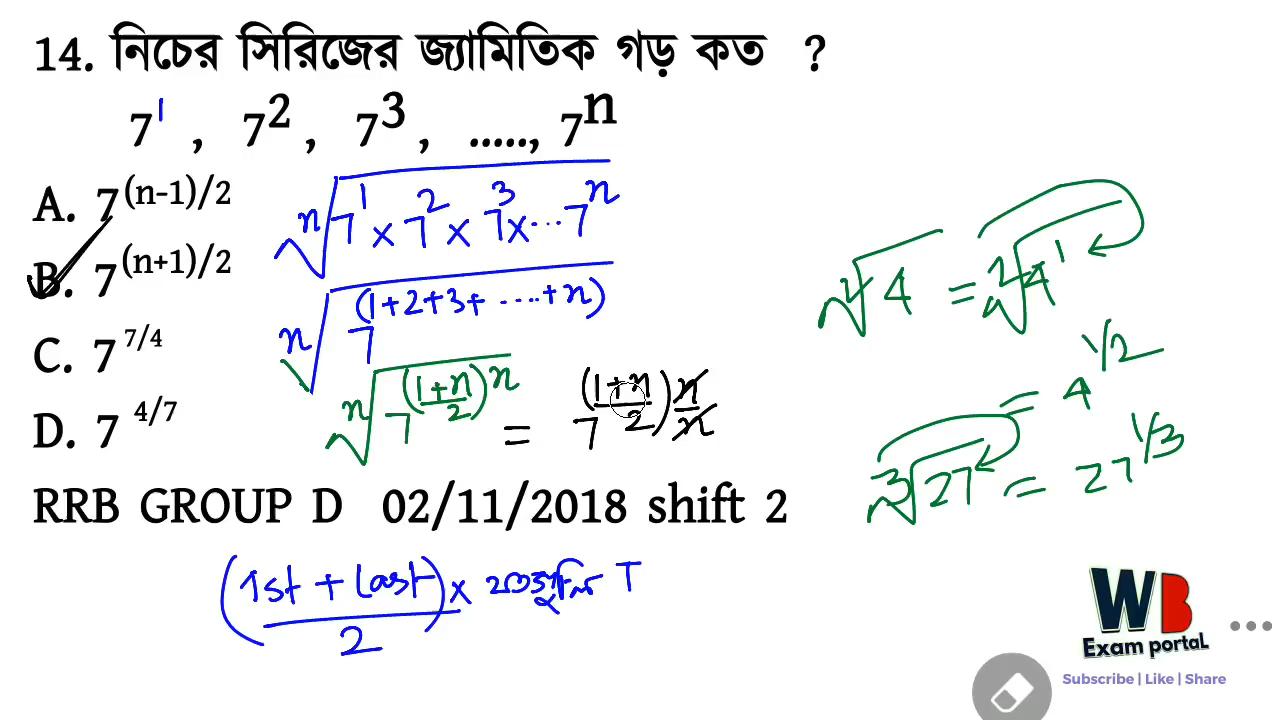 14. নিচের সিরিজের জ্যামিতিক গড় কত ?
7¹ , 7² , 7³ , ....., 7ⁿ
A. 7^(n-1)/2
B. 7^(n+1)/2
C. 7^7/4
D. 7^4/7
ⁿ√(7¹ × 7² × 7³ × ... 7ⁿ)
ⁿ√(7^(1+2+3+ ....+n))
ⁿ√(7^((1+n)/2)n) = 7^((1+n)/2)n/n
²√4 = ²√4¹
= 4^1/2
³√27 = 27^1/3
RRB GROUP D 02/11/2018 shift 2
(1st + Last)/2 × যতগুলি T
WB
Exam portal
Subscribe | Like | Share